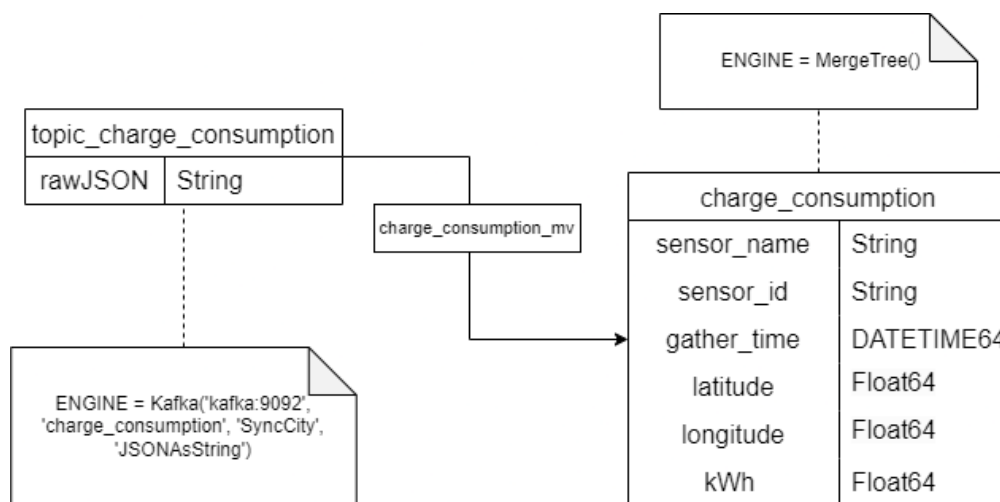 ENGINE = MergeTree()
topic_charge_consumption
rawJSON String
charge_consumption_mv
ENGINE = Kafka('kafka:9092',
'charge_consumption', 'SyncCity',
'JSONAsString')
charge_consumption
sensor_name String
sensor_id String
gather_time DATETIME64
latitude Float64
longitude Float64
kWh Float64